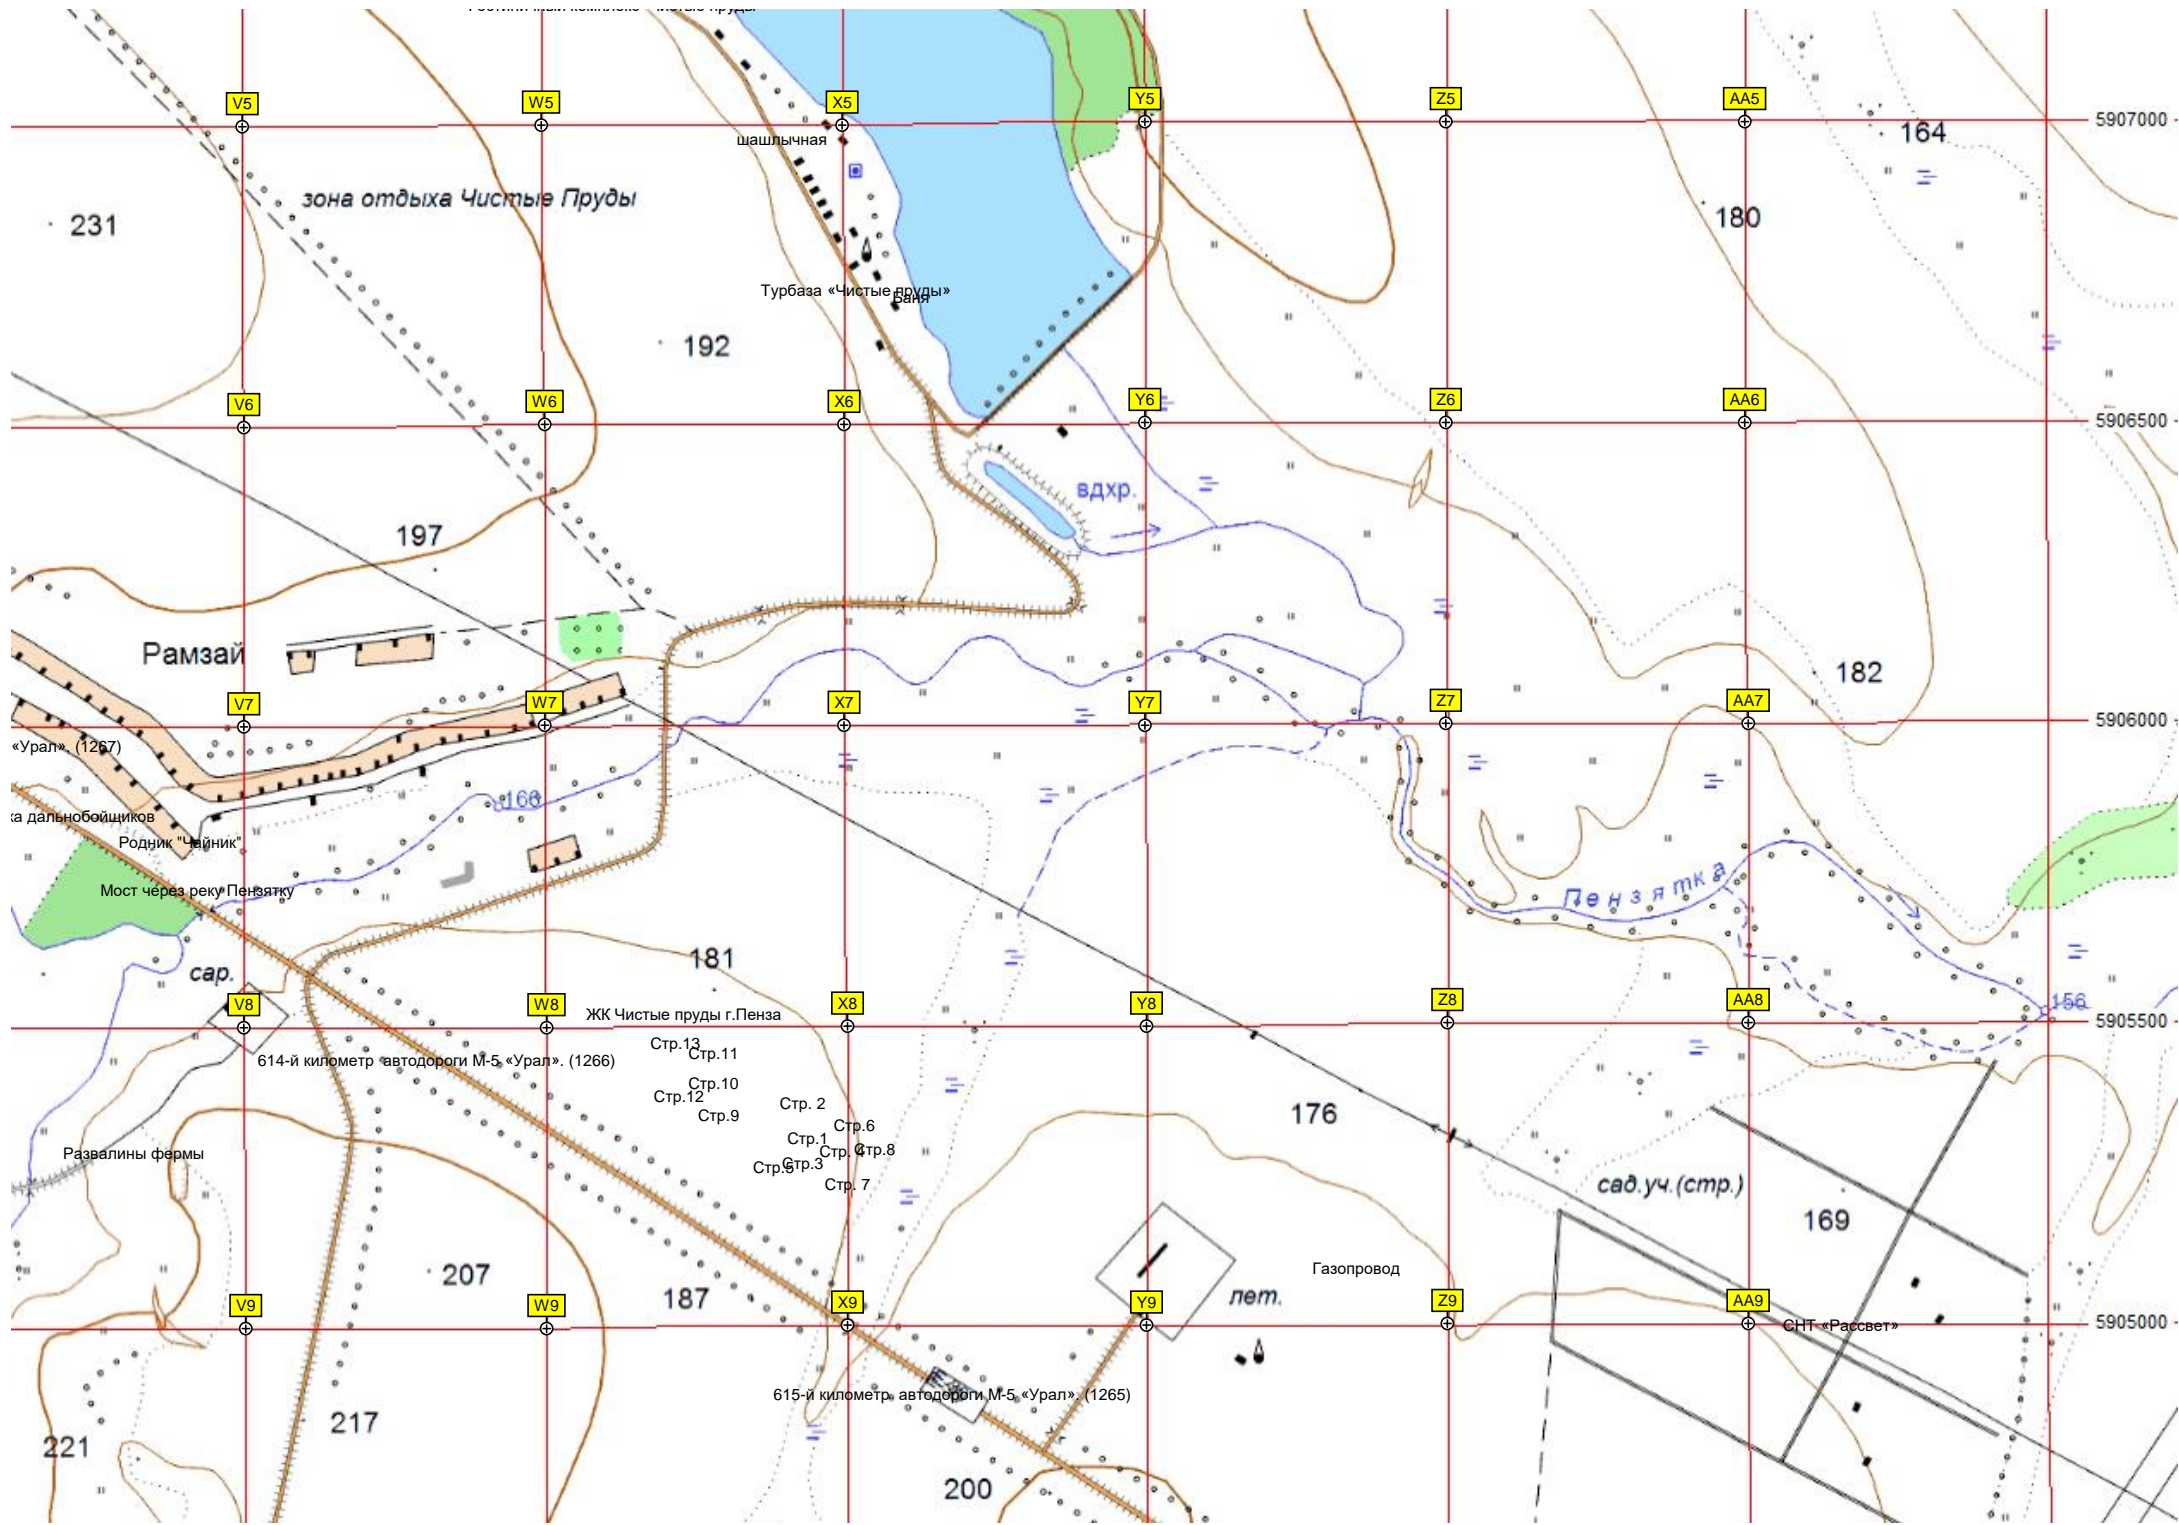 V5
W5
X5
Y5
Z5
AA5
5907000
164
шашлычная
зона отдыха Чистые Пруды
231
180
Турбаза «Чистые пруды»
Баня
192
V6
W6
X6
Y6
Z6
AA6
5906500
вдхр.
197
Рамзай
182
V7
W7
X7
Y7
Z7
AA7
5906000
«Урал». (1267)
166
ка дальнобойщиков
Родник "Чайник"
Мост через реку Пензятку
Пензятка
181
сар.
V8
W8
ЖК Чистые пруды г.Пенза
X8
Y8
Z8
AA8
156
5905500
Стр.13
Стр.11
614-й километр автодороги М-5 «Урал». (1266)
Стр.10
Стр.12
Стр. 2
Стр.9
Стр.6
176
Стр.1
Стр. 4
Стр.8
Развалины фермы
Стр.5
Стр.3
Стр. 7
сад.уч.(стр.)
169
207
Газопровод
187
лет.
V9
W9
X9
Y9
Z9
AA9
СНТ «Рассвет»
5905000
615-й километр автодороги М-5 «Урал». (1265)
217
221
200